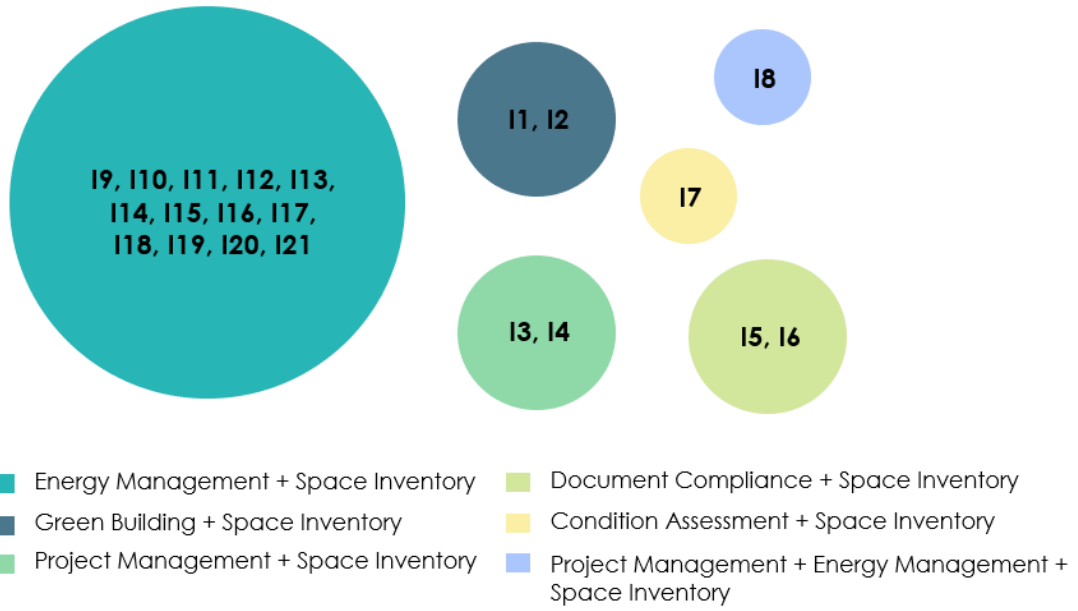 I9, I10, I11, I12, I13,
I14, I15, I16, I17,
I18, I19, I20, I21
I1, I2
I8
I7
I3, I4
I5, I6
Energy Management + Space Inventory
Green Building + Space Inventory
Project Management + Space Inventory
Document Compliance + Space Inventory
Condition Assessment + Space Inventory
Project Management + Energy Management +
Space Inventory